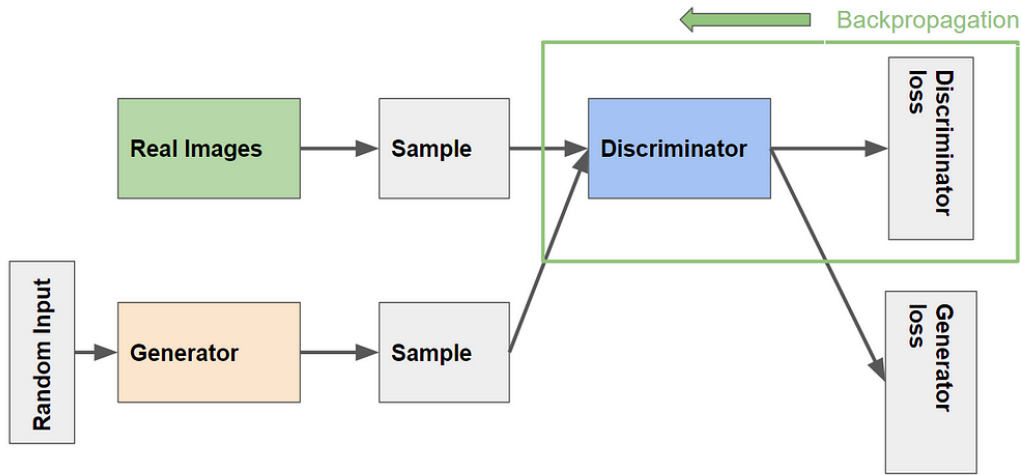 Backpropagation
Real Images
Sample
Discriminator
Discriminator
loss
Random Input
Generator
Sample
Generator
loss